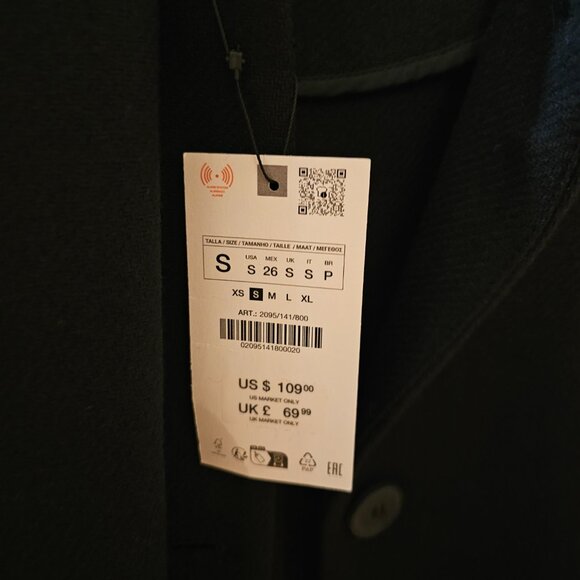 TALLA / SIZE / TAMANHO / TAILLE / MAAT / ΜΕΓΕΘΟΣ
S
USA MEX UK IT BR
S 26 S S P
XS S M L XL
ART.: 2095/141/800
02095141800020
US $ 109.00
US MARKET ONLY
UK £ 69.99
UK MARKET ONLY
PAP
EAC